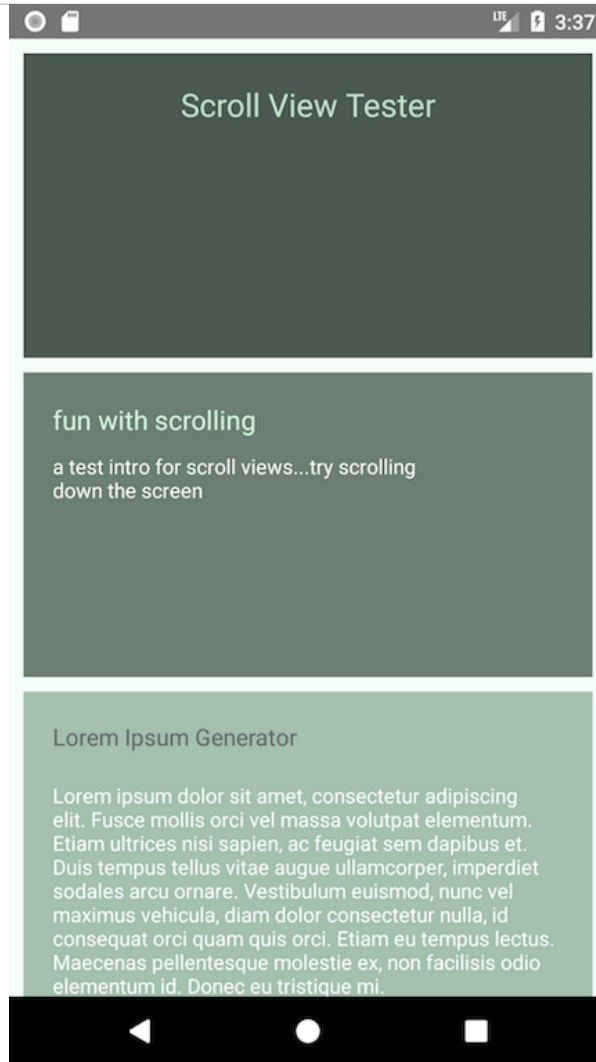 LTE 3:37
Scroll View Tester
fun with scrolling
a test intro for scroll views...try scrolling
down the screen
Lorem Ipsum Generator
Lorem ipsum dolor sit amet, consectetur adipiscing
elit. Fusce mollis orci vel massa volutpat elementum.
Etiam ultrices nisi sapien, ac feugiat sem dapibus et.
Duis tempus tellus vitae augue ullamcorper, imperdiet
sodales arcu ornare. Vestibulum euismod, nunc vel
maximus vehicula, diam dolor consectetur nulla, id
consequat orci quam quis orci. Etiam eu tempus lectus.
Maecenas pellentesque molestie ex, non facilisis odio
elementum id. Donec eu tristique mi.